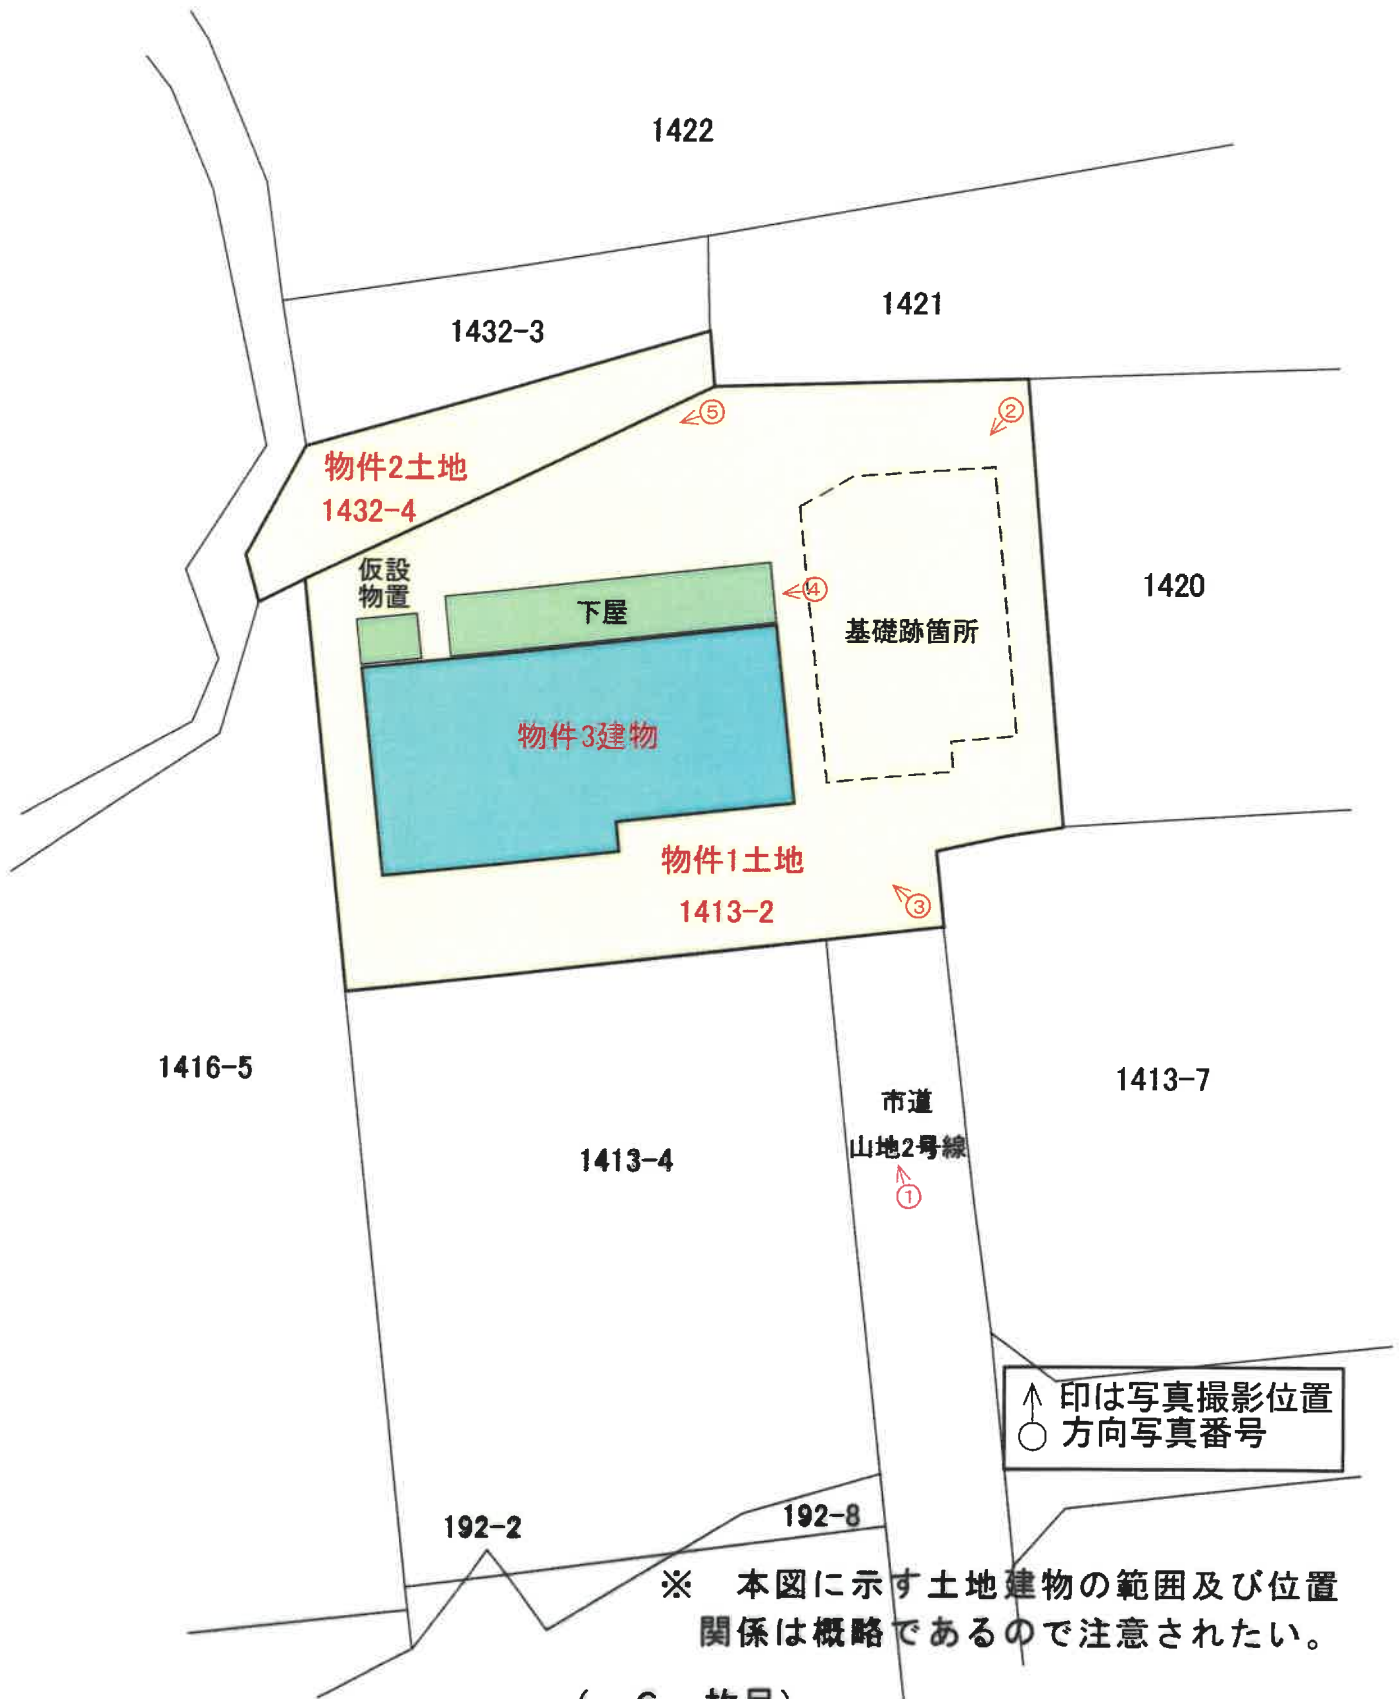 1422
1421
1432-3
⑤
②
物件2土地
1432-4
仮設
物置
下屋
④
1420
基礎跡箇所
物件3建物
物件1土地
1413-2
③
1416-5
1413-7
市道
山地2号線
1413-4
①
↑印は写真撮影位置
○方向写真番号
192-8
192-2
※ 本図に示す土地建物の範囲及び位置
関係は概略であるので注意されたい。